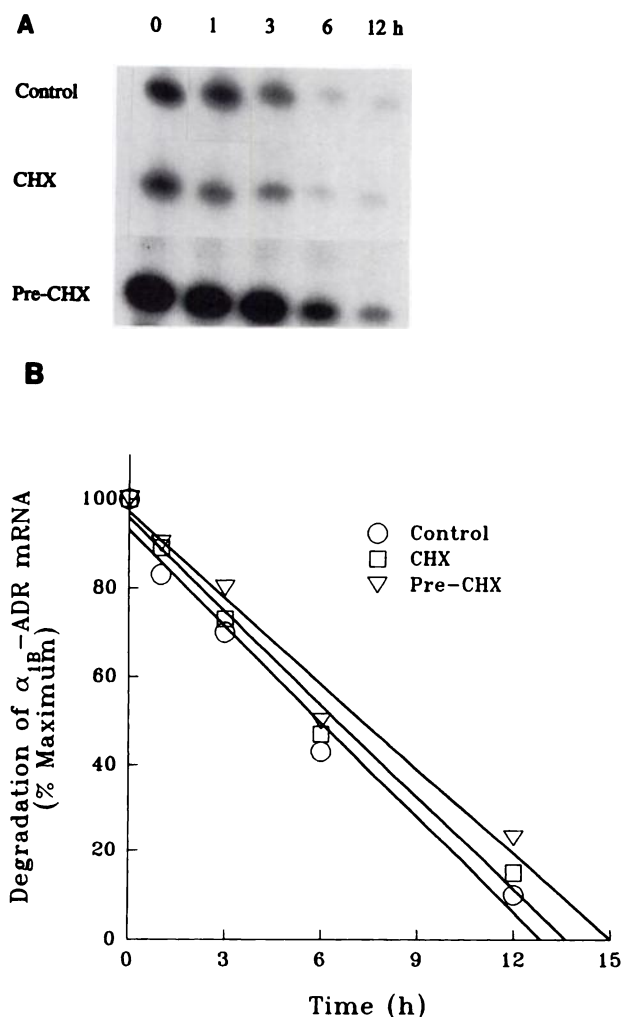 A
0 1 3 6 12 h
Control
CHX
Pre-CHX
B
Degradation of α1B-ADR mRNA
(% Maximum)
100
80
60
40
20
0
Control
CHX
Pre-CHX
0 3 6 9 12 15
Time (h)